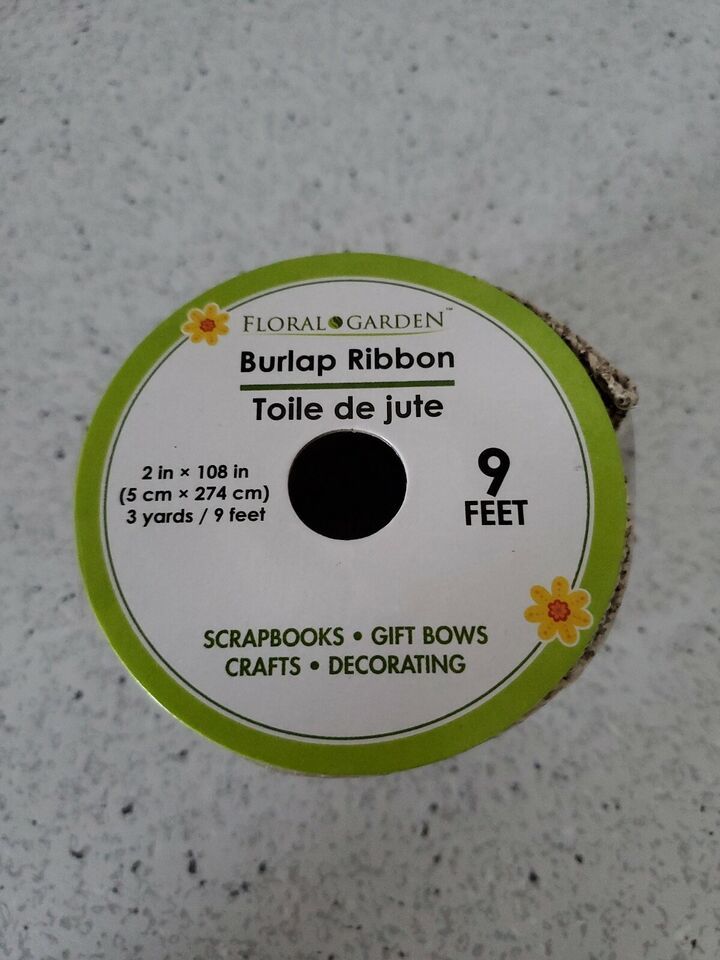 FLORAL GARDEN™
Burlap Ribbon
Toile de jute
2 in × 108 in
(5 cm × 274 cm)
3 yards / 9 feet
9
FEET
SCRAPBOOKS • GIFT BOWS
CRAFTS • DECORATING